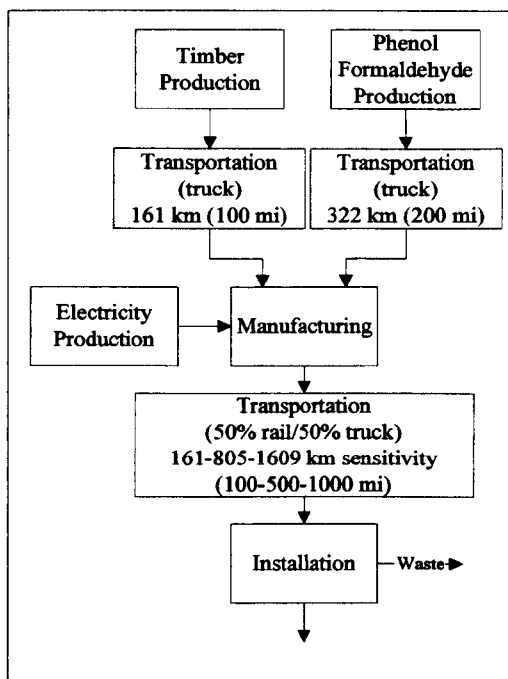 Timber
Production
Phenol
Formaldehyde
Production
Transportation
(truck)
161 km (100 mi)
Transportation
(truck)
322 km (200 mi)
Electricity
Production
Manufacturing
Transportation
(50% rail/50% truck)
161-805-1609 km sensitivity
(100-500-1000 mi)
Installation
Waste